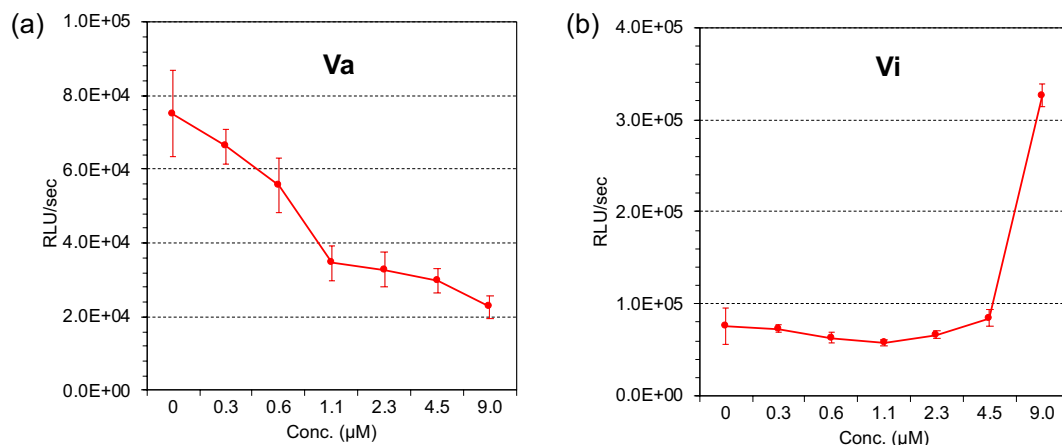 (a)
Va
1.0E+05
8.0E+04
6.0E+04
4.0E+04
2.0E+04
0.0E+00
RLU/sec
0 0.3 0.6 1.1 2.3 4.5 9.0
Conc. (µM)
(b)
Vi
4.0E+05
3.0E+05
2.0E+05
1.0E+05
0.0E+00
RLU/sec
0 0.3 0.6 1.1 2.3 4.5 9.0
Conc. (µM)